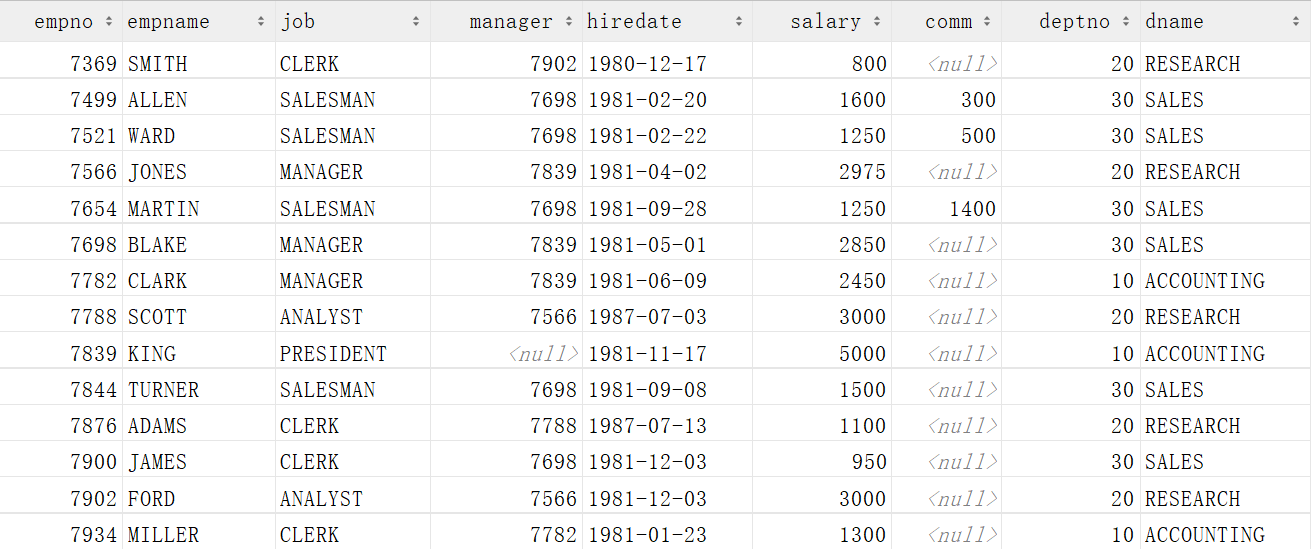 empno empname job manager hiredate salary comm deptno dname
7369 SMITH CLERK 7902 1980-12-17 800 <null> 20 RESEARCH
7499 ALLEN SALESMAN 7698 1981-02-20 1600 300 30 SALES
7521 WARD SALESMAN 7698 1981-02-22 1250 500 30 SALES
7566 JONES MANAGER 7839 1981-04-02 2975 <null> 20 RESEARCH
7654 MARTIN SALESMAN 7698 1981-09-28 1250 1400 30 SALES
7698 BLAKE MANAGER 7839 1981-05-01 2850 <null> 30 SALES
7782 CLARK MANAGER 7839 1981-06-09 2450 <null> 10 ACCOUNTING
7788 SCOTT ANALYST 7566 1987-07-03 3000 <null> 20 RESEARCH
7839 KING PRESIDENT <null> 1981-11-17 5000 <null> 10 ACCOUNTING
7844 TURNER SALESMAN 7698 1981-09-08 1500 <null> 30 SALES
7876 ADAMS CLERK 7788 1987-07-13 1100 <null> 20 RESEARCH
7900 JAMES CLERK 7698 1981-12-03 950 <null> 30 SALES
7902 FORD ANALYST 7566 1981-12-03 3000 <null> 20 RESEARCH
7934 MILLER CLERK 7782 1981-01-23 1300 <null> 10 ACCOUNTING